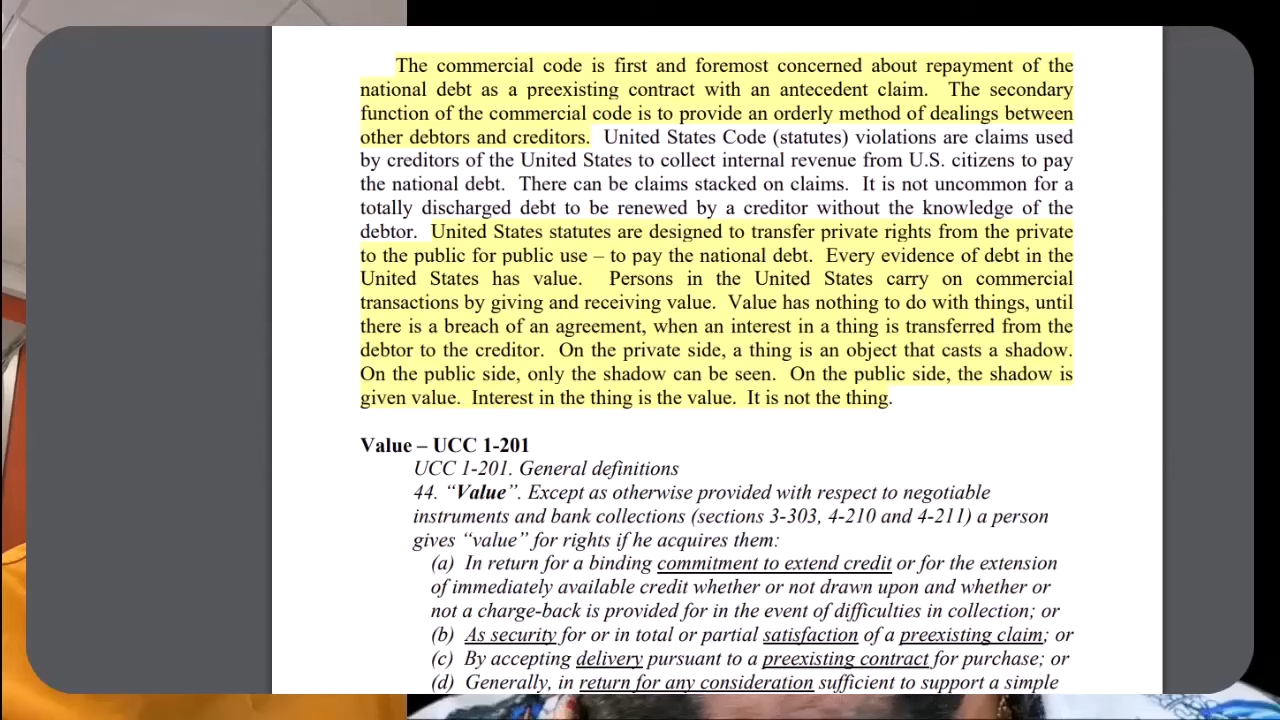 The commercial code is first and foremost concerned about repayment of the
national debt as a preexisting contract with an antecedent claim. The secondary
function of the commercial code is to provide an orderly method of dealings between
other debtors and creditors. United States Code (statutes) violations are claims used
by creditors of the United States to collect internal revenue from U.S. citizens to pay
the national debt. There can be claims stacked on claims. It is not uncommon for a
totally discharged debt to be renewed by a creditor without the knowledge of the
debtor. United States statutes are designed to transfer private rights from the private
to the public for public use – to pay the national debt. Every evidence of debt in the
United States has value. Persons in the United States carry on commercial
transactions by giving and receiving value. Value has nothing to do with things, until
there is a breach of an agreement, when an interest in a thing is transferred from the
debtor to the creditor. On the private side, a thing is an object that casts a shadow.
On the public side, only the shadow can be seen. On the public side, the shadow is
given value. Interest in the thing is the value. It is not the thing.
Value – UCC 1-201
UCC 1-201. General definitions
44. “Value”. Except as otherwise provided with respect to negotiable
instruments and bank collections (sections 3-303, 4-210 and 4-211) a person
gives “value” for rights if he acquires them:
(a) In return for a binding commitment to extend credit or for the extension
of immediately available credit whether or not drawn upon and whether or
not a charge-back is provided for in the event of difficulties in collection; or
(b) As security for or in total or partial satisfaction of a preexisting claim; or
(c) By accepting delivery pursuant to a preexisting contract for purchase; or
(d) Generally, in return for any consideration sufficient to support a simple